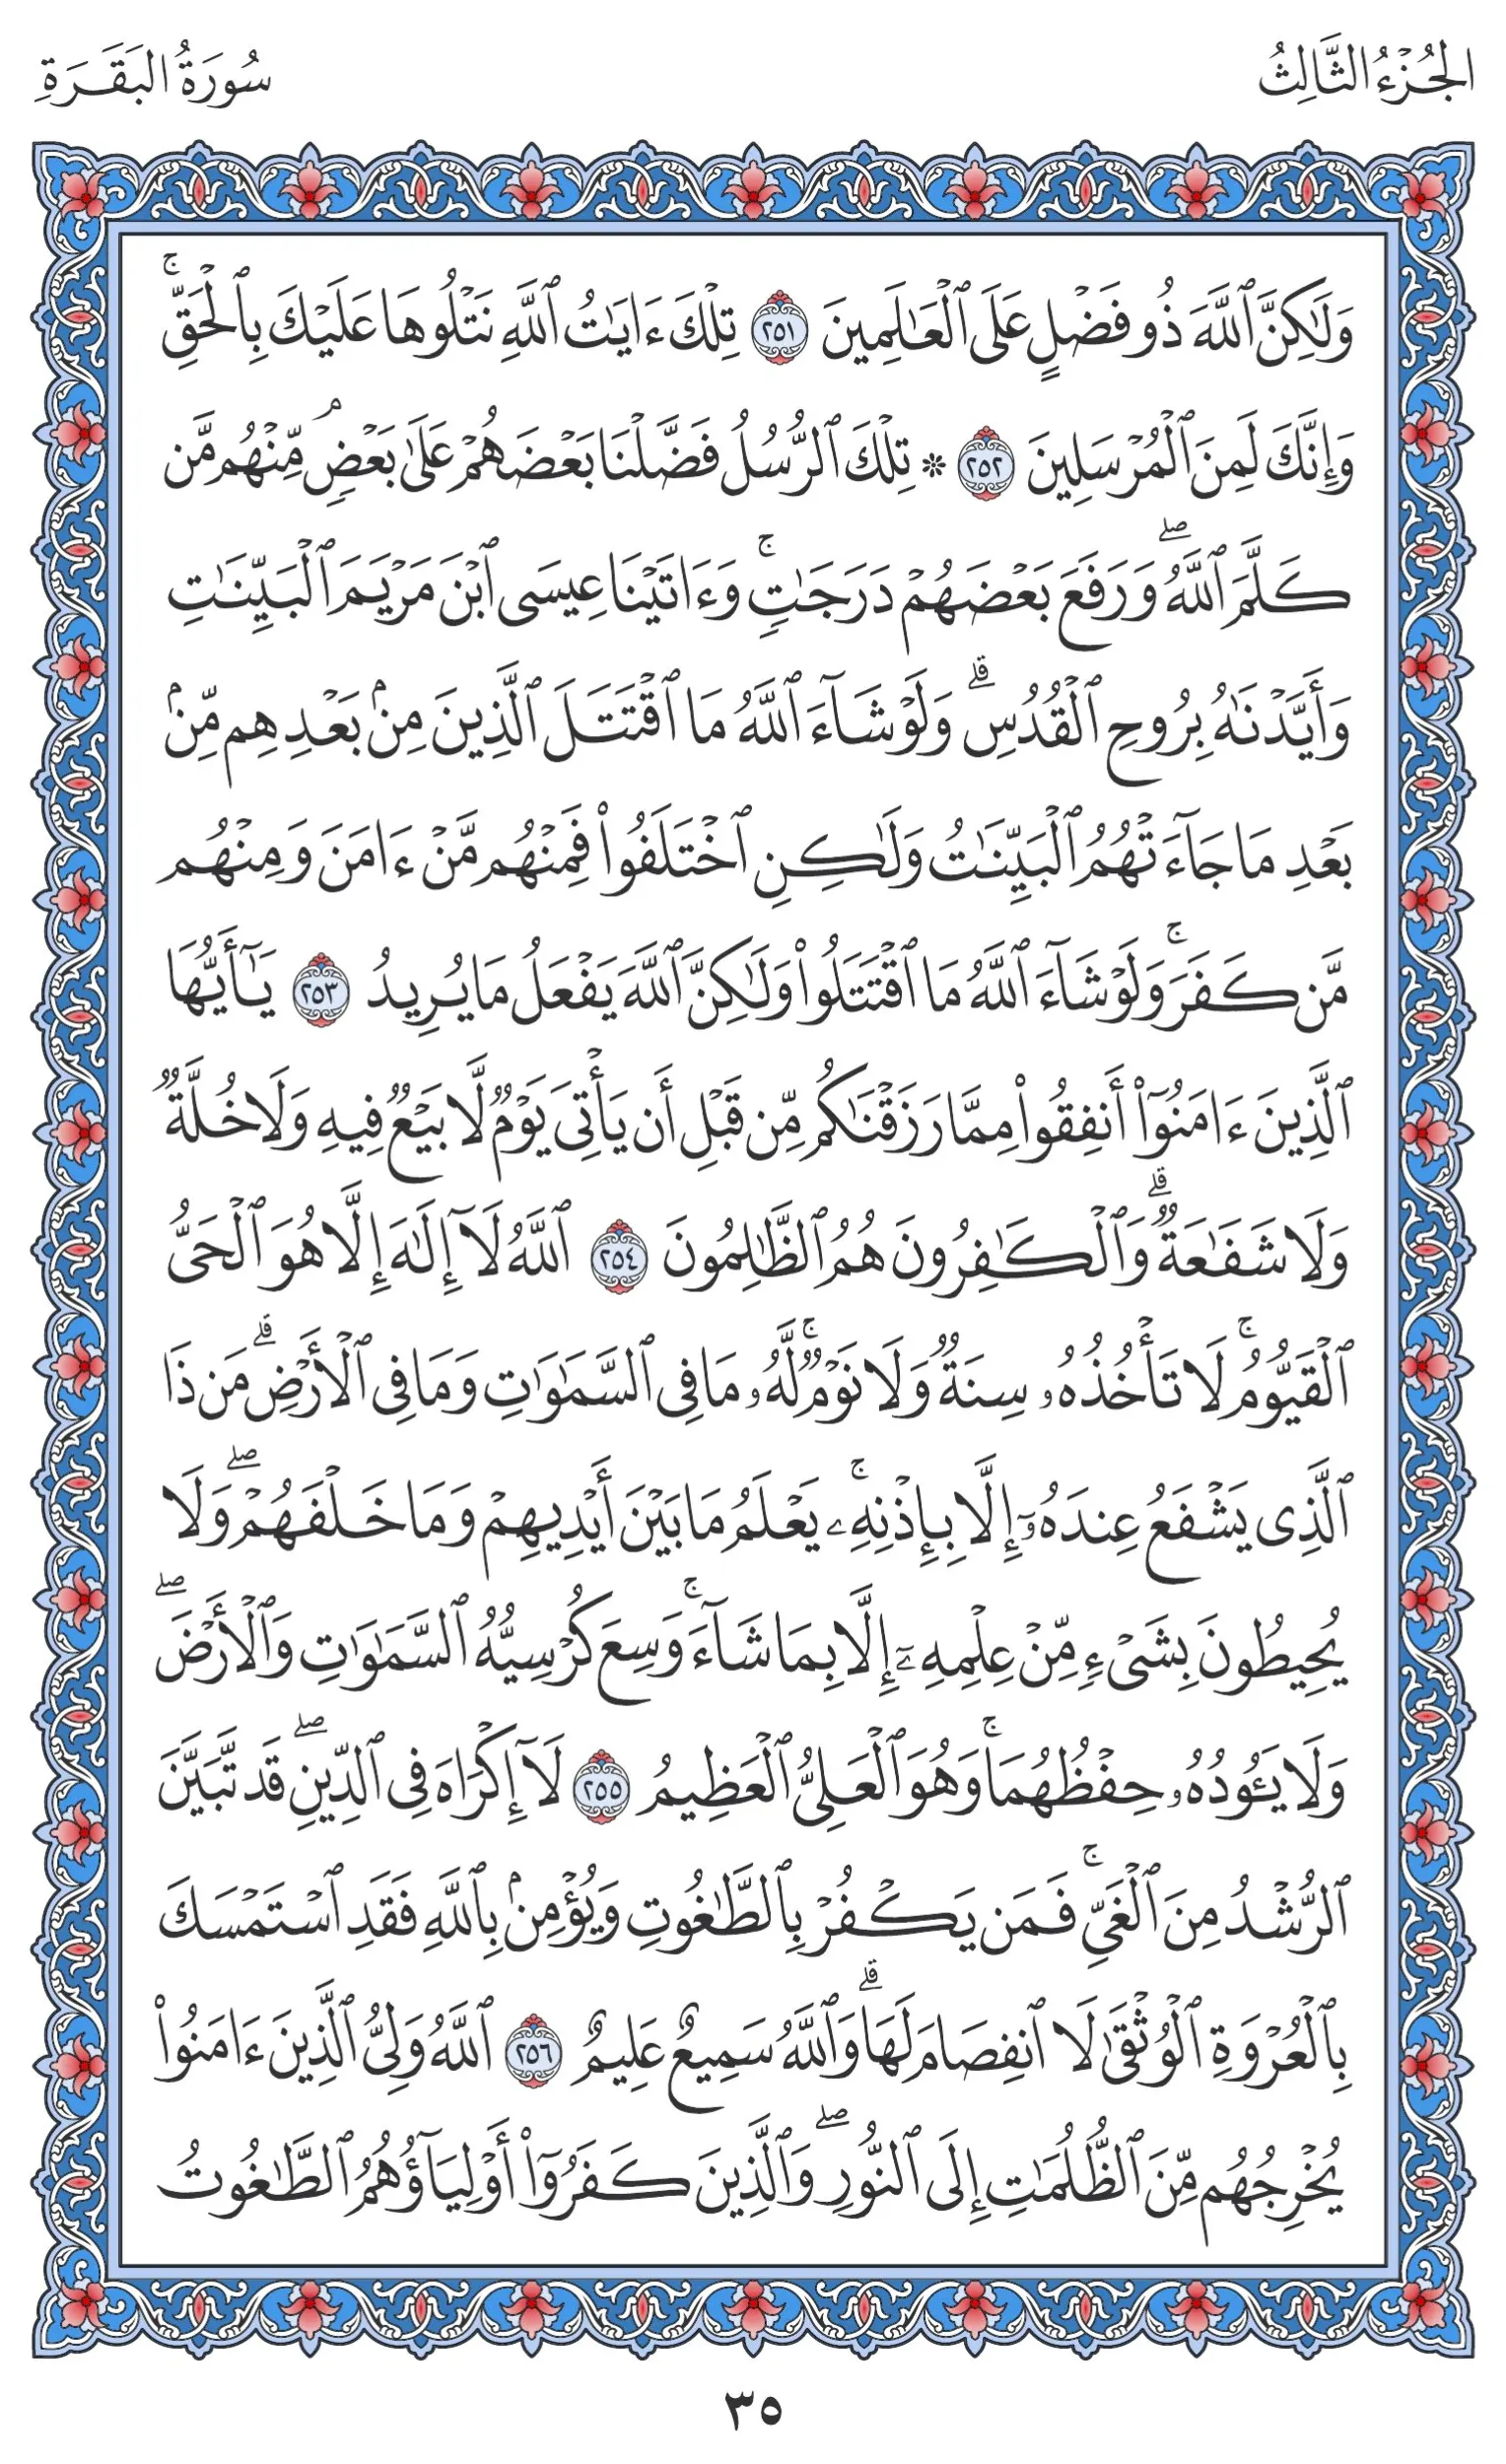 الجُزْءُ الثَّالِثُ
سُورَةُ البَقَرَةِ
وَلَٰكِنَّ ٱللَّهَ ذُو فَضْلٍ عَلَى ٱلْعَٰلَمِينَ ٢٥١ تِلْكَ ءَايَٰتُ ٱللَّهِ نَتْلُوهَا عَلَيْكَ بِٱلْحَقِّۚ
وَإِنَّكَ لَمِنَ ٱلْمُرْسَلِينَ ٢٥٢ * تِلْكَ ٱلرُّسُلُ فَضَّلْنَا بَعْضَهُمْ عَلَىٰ بَعْضٍۘ مِّنْهُم مَّن
كَلَّمَ ٱللَّهُۖ وَرَفَعَ بَعْضَهُمْ دَرَجَٰتٍۚ وَءَاتَيْنَا عِيسَى ٱبْنَ مَرْيَمَ ٱلْبَيِّنَٰتِ
وَأَيَّدْنَٰهُ بِرُوحِ ٱلْقُدُسِۗ وَلَوْ شَآءَ ٱللَّهُ مَا ٱقْتَتَلَ ٱلَّذِينَ مِنۢ بَعْدِهِم مِّنۢ
بَعْدِ مَا جَآءَتْهُمُ ٱلْبَيِّنَٰتُ وَلَٰكِنِ ٱخْتَلَفُوا۟ فَمِنْهُم مَّنْ ءَامَنَ وَمِنْهُم
مَّن كَفَرَۚ وَلَوْ شَآءَ ٱللَّهُ مَا ٱقْتَتَلُوا۟ وَلَٰكِنَّ ٱللَّهَ يَفْعَلُ مَا يُرِيدُ ٢٥٣ يَٰٓأَيُّهَا
ٱلَّذِينَ ءَامَنُوٓا۟ أَنفِقُوا۟ مِمَّا رَزَقْنَٰكُم مِّن قَبْلِ أَن يَأْتِىَ يَوْمٌ لَّا بَيْعٌ فِيهِ وَلَا خُلَّةٌ
وَلَا شَفَٰعَةٌۗ وَٱلْكَٰفِرُونَ هُمُ ٱلظَّٰلِمُونَ ٢٥٤ ٱللَّهُ لَآ إِلَٰهَ إِلَّا هُوَ ٱلْحَىُّ
ٱلْقَيُّومُۚ لَا تَأْخُذُهُۥ سِنَةٌ وَلَا نَوْمٌۚ لَّهُۥ مَا فِى ٱلسَّمَٰوَٰتِ وَمَا فِى ٱلْأَرْضِۗ مَن ذَا
ٱلَّذِى يَشْفَعُ عِندَهُۥٓ إِلَّا بِإِذْنِهِۦۚ يَعْلَمُ مَا بَيْنَ أَيْدِيهِمْ وَمَا خَلْفَهُمْۖ وَلَا
يُحِيطُونَ بِشَىْءٍ مِّنْ عِلْمِهِۦٓ إِلَّا بِمَا شَآءَۚ وَسِعَ كُرْسِيُّهُ ٱلسَّمَٰوَٰتِ وَٱلْأَرْضَۖ
وَلَا يَـُٔودُهُۥ حِفْظُهُمَاۚ وَهُوَ ٱلْعَلِىُّ ٱلْعَظِيمُ ٢٥٥ لَآ إِكْرَاهَ فِى ٱلدِّينِۖ قَد تَّبَيَّنَ
ٱلرُّشْدُ مِنَ ٱلْغَىِّۚ فَمَن يَكْفُرْ بِٱلطَّٰغُوتِ وَيُؤْمِنۢ بِٱللَّهِ فَقَدِ ٱسْتَمْسَكَ
بِٱلْعُرْوَةِ ٱلْوُثْقَىٰ لَا ٱنفِصَامَ لَهَاۗ وَٱللَّهُ سَمِيعٌ عَلِيمٌ ٢٥٦ ٱللَّهُ وَلِىُّ ٱلَّذِينَ ءَامَنُوا۟
يُخْرِجُهُم مِّنَ ٱلظُّلُمَٰتِ إِلَى ٱلنُّورِۖ وَٱلَّذِينَ كَفَرُوٓا۟ أَوْلِيَآؤُهُمُ ٱلطَّٰغُوتُ
٣٥